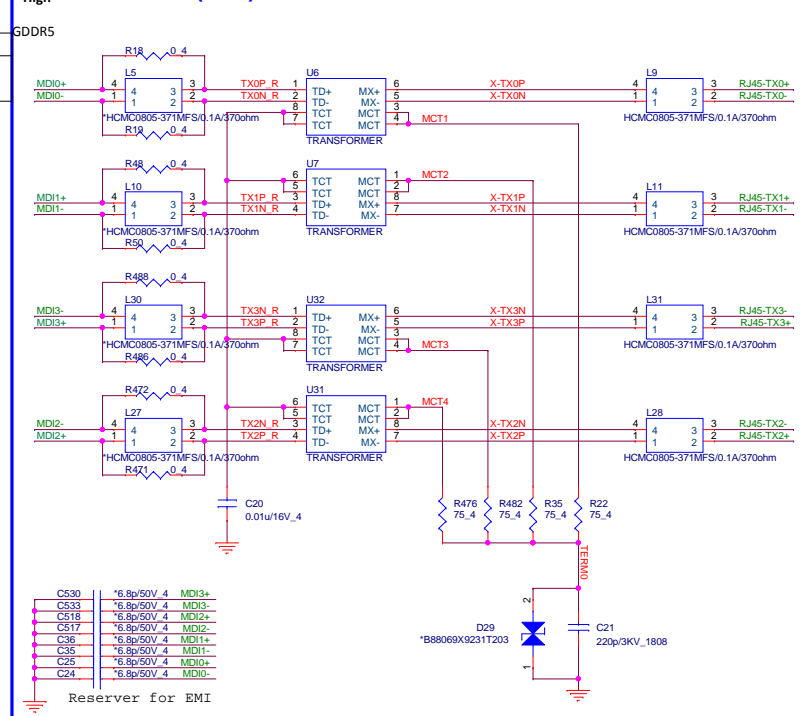 GDDR5
R18 0_4
L5
MDI0+ 4 4 3 3 TX0P_R
MDI0- 1 1 2 2 TX0N_R
*HCMC0805-371MFS/0.1A/370ohm
R19 0_4
U6
1 TD+ MX+ 6 X-TX0P
2 TD- MX- 5 X-TX0N
8 TCT MCT 3
7 TCT MCT 4 MCT1
TRANSFORMER
L9
4 4 3 3 RJ45-TX0+
1 1 2 2 RJ45-TX0-
HCMC0805-371MFS/0.1A/370ohm
R48 0_4
L10
MDI1+ 4 4 3 3 TX1P_R
MDI1- 1 1 2 2 TX1N_R
*HCMC0805-371MFS/0.1A/370ohm
R50 0_4
U7
6 TCT MCT 1 MCT2
5 TCT MCT 2
3 TD+ MX+ 8 X-TX1P
4 TD- MX- 7 X-TX1N
TRANSFORMER
L11
4 4 3 3 RJ45-TX1+
1 1 2 2 RJ45-TX1-
HCMC0805-371MFS/0.1A/370ohm
R488 0_4
L30
MDI3- 4 4 3 3 TX3N_R
MDI3+ 1 1 2 2 TX3P_R
*HCMC0805-371MFS/0.1A/370ohm
R486 0_4
U32
1 TD+ MX+ 6 X-TX3N
2 TD- MX- 5 X-TX3P
8 TCT MCT 3
7 TCT MCT 4 MCT3
TRANSFORMER
L31
4 4 3 3 RJ45-TX3-
1 1 2 2 RJ45-TX3+
HCMC0805-371MFS/0.1A/370ohm
R472 0_4
L27
MDI2- 4 4 3 3 TX2N_R
MDI2+ 1 1 2 2 TX2P_R
*HCMC0805-371MFS/0.1A/370ohm
R471 0_4
U31
6 TCT MCT 1 MCT4
5 TCT MCT 2
3 TD+ MX+ 8 X-TX2N
4 TD- MX- 7 X-TX2P
TRANSFORMER
L28
4 4 3 3 RJ45-TX2-
1 1 2 2 RJ45-TX2+
HCMC0805-371MFS/0.1A/370ohm
C20
0.01u/16V_4
R476 R482 R35 R22
75_4 75_4 75_4 75_4
TERM0
C530 *6.8p/50V_4 MDI3+
C533 *6.8p/50V_4 MDI3-
C518 *6.8p/50V_4 MDI2+
C517 *6.8p/50V_4 MDI2-
C36 *6.8p/50V_4 MDI1+
C35 *6.8p/50V_4 MDI1-
C25 *6.8p/50V_4 MDI0+
C24 *6.8p/50V_4 MDI0-
Reserver for EMI
2
D29
*B88069X9231T203
1
C21
220p/3KV_1808